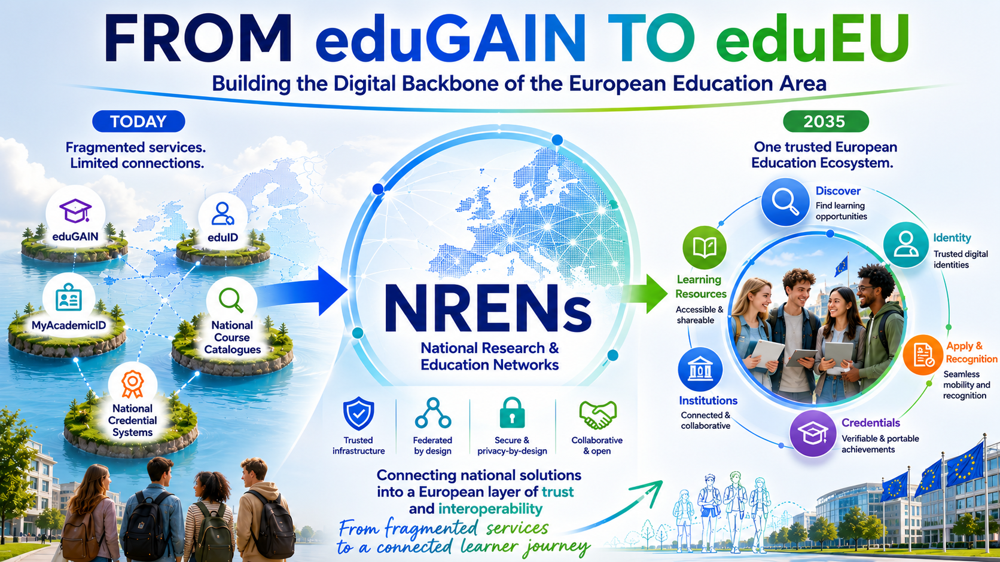 FROM eduGAIN TO eduEU
Building the Digital Backbone of the European Education Area
TODAY
Fragmented services.
Limited connections.
eduGAIN
eduID
MyAcademicID
National
Course
Catalogues
National
Credential
Systems
NRENs
National Research &
Education Networks
Trusted
infrastructure
Federated
by design
Secure &
privacy-by-design
Collaborative
& open
Connecting national solutions
into a European layer of trust
and interoperability
From fragmented services
to a connected learner journey
2035
One trusted European
Education Ecosystem.
Discover
Find learning
opportunities
Identity
Trusted digital
identities
Learning
Resources
Accessible &
shareable
Apply &
Recognition
Seamless
mobility and
recognition
Institutions
Connected &
collaborative
Credentials
Verifiable & portable
achievements